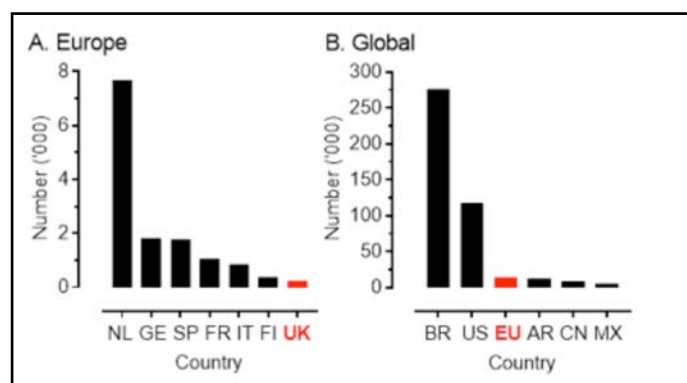 A. Europe
8
6
4
2
0
Number ('000)
NL GE SP FR IT FI UK
Country
B. Global
300
250
200
150
100
50
0
Number ('000)
BR US EU AR CN MX
Country